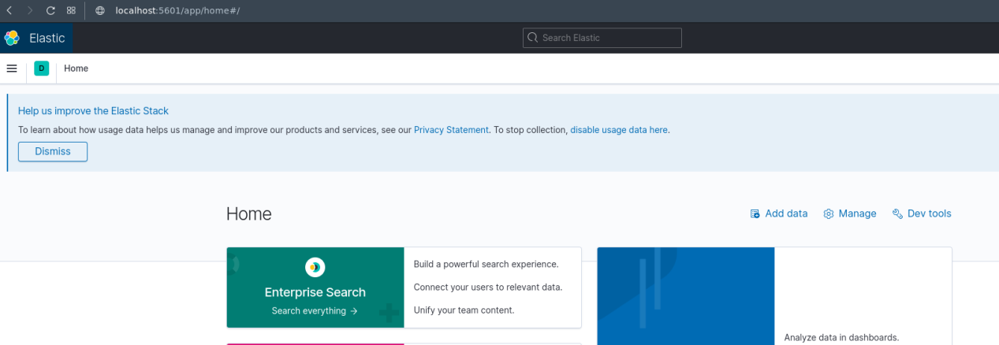 localhost:5601/app/home#/
Elastic
Search Elastic
D
Home
Help us improve the Elastic Stack
To learn about how usage data helps us manage and improve our products and services, see our Privacy Statement. To stop collection, disable usage data here.
Dismiss
Home
Add data
Manage
Dev tools
Enterprise Search
Search everything →
Build a powerful search experience.
Connect your users to relevant data.
Unify your team content.
Analyze data in dashboards.